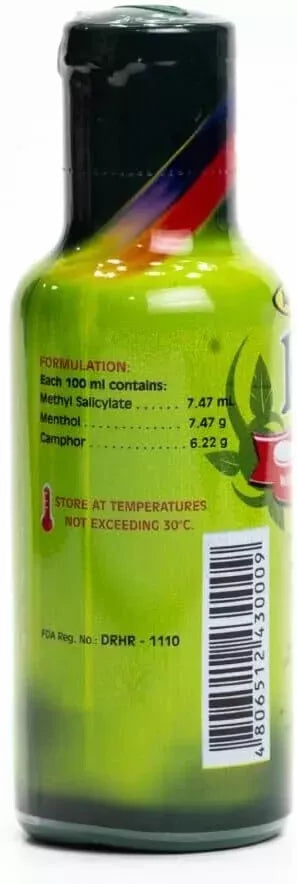 FORMULATION:
Each 100 ml contains:
Methyl Salicylate ...... 7.47 mL
Menthol .................. 7.47 g
Camphor .................. 6.22 g
STORE AT TEMPERATURES
NOT EXCEEDING 30°C.
FDA Reg. No.: DRHR - 1110
4806512143009